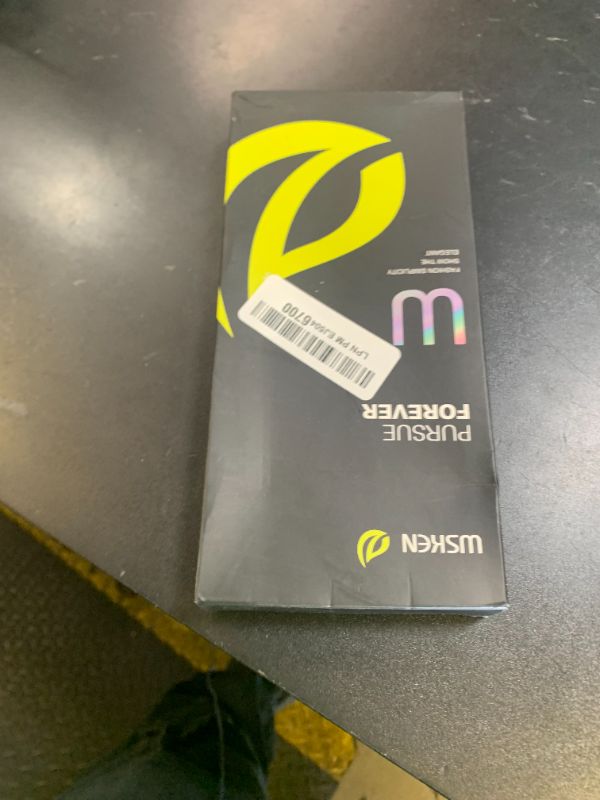 WSKEN
PURSUE
FOREVER
W
FASHION SIMPLICITY
SHOW THE
ELEGANT
LPN PM EJ5046700